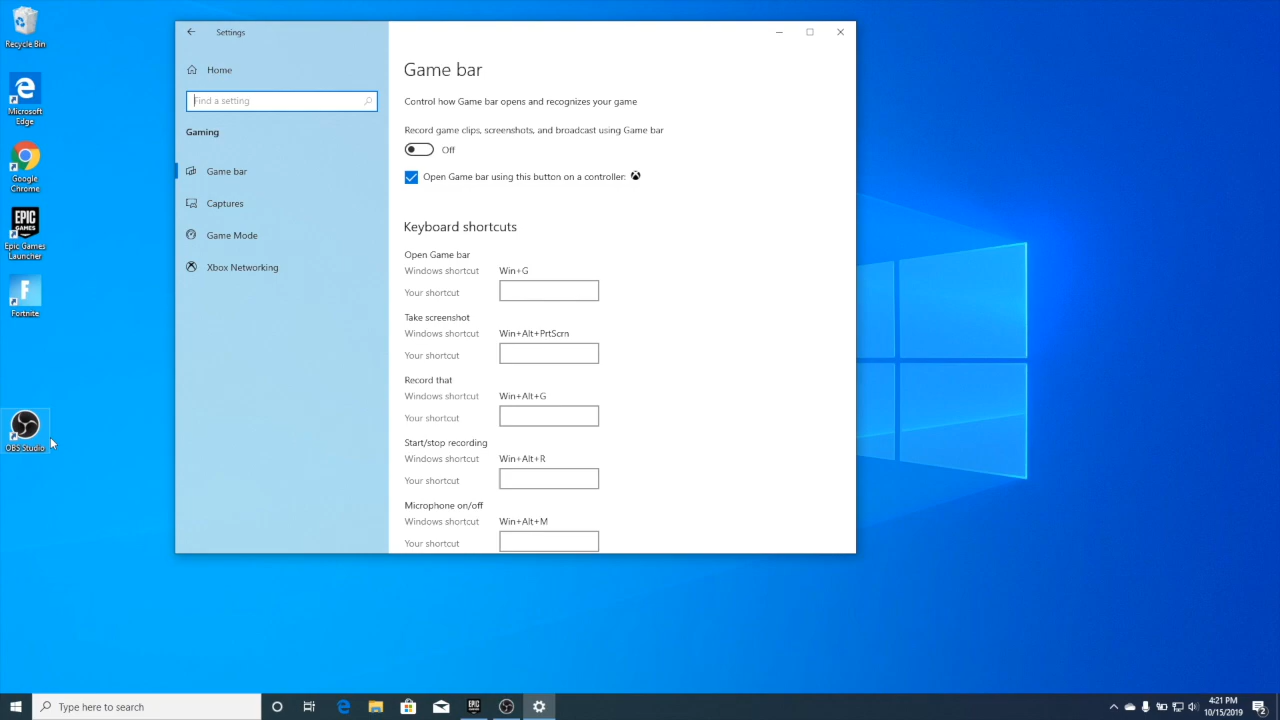 Recycle Bin
Microsoft
Edge
Google
Chrome
EPIC
GAMES
Epic Games
Launcher
F
Fortnite
OBS Studio
Settings
Home
Find a setting
Gaming
Game bar
Captures
Game Mode
Xbox Networking
Game bar
Control how Game bar opens and recognizes your game
Record game clips, screenshots, and broadcast using Game bar
Off
Open Game bar using this button on a controller:
Keyboard shortcuts
Open Game bar
Windows shortcut Win+G
Your shortcut
Take screenshot
Windows shortcut Win+Alt+PrtScrn
Your shortcut
Record that
Windows shortcut Win+Alt+G
Your shortcut
Start/stop recording
Windows shortcut Win+Alt+R
Your shortcut
Microphone on/off
Windows shortcut Win+Alt+M
Your shortcut
Type here to search
EPIC
4:21 PM
10/15/2019
2